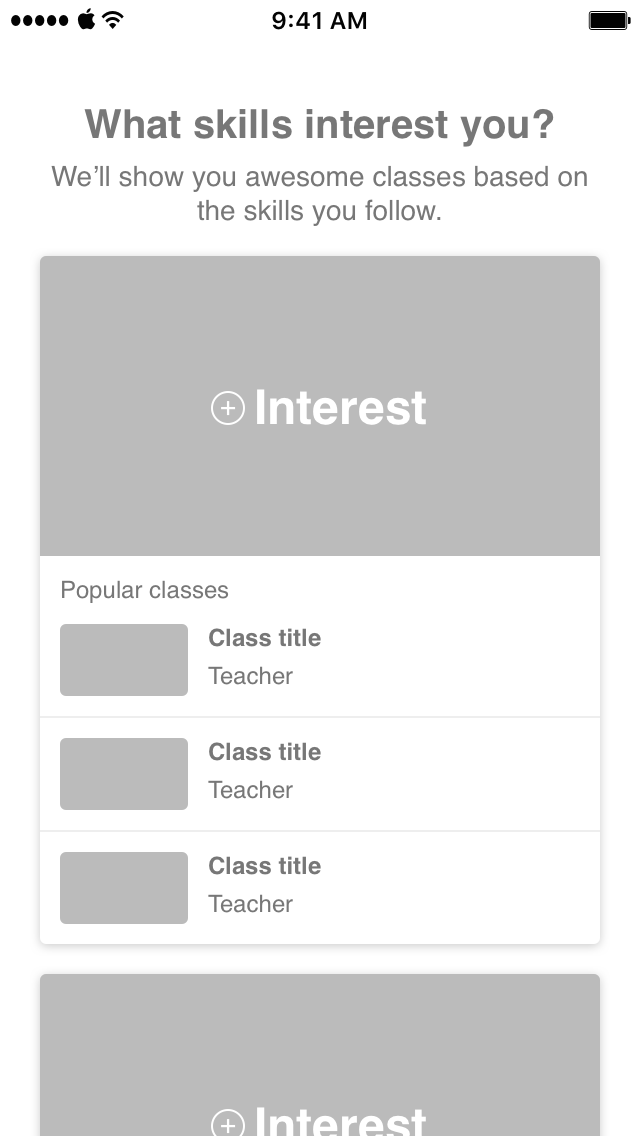 9:41 AM
What skills interest you?
We’ll show you awesome classes based on
the skills you follow.
Interest
Popular classes
Class title
Teacher
Class title
Teacher
Class title
Teacher
Interest